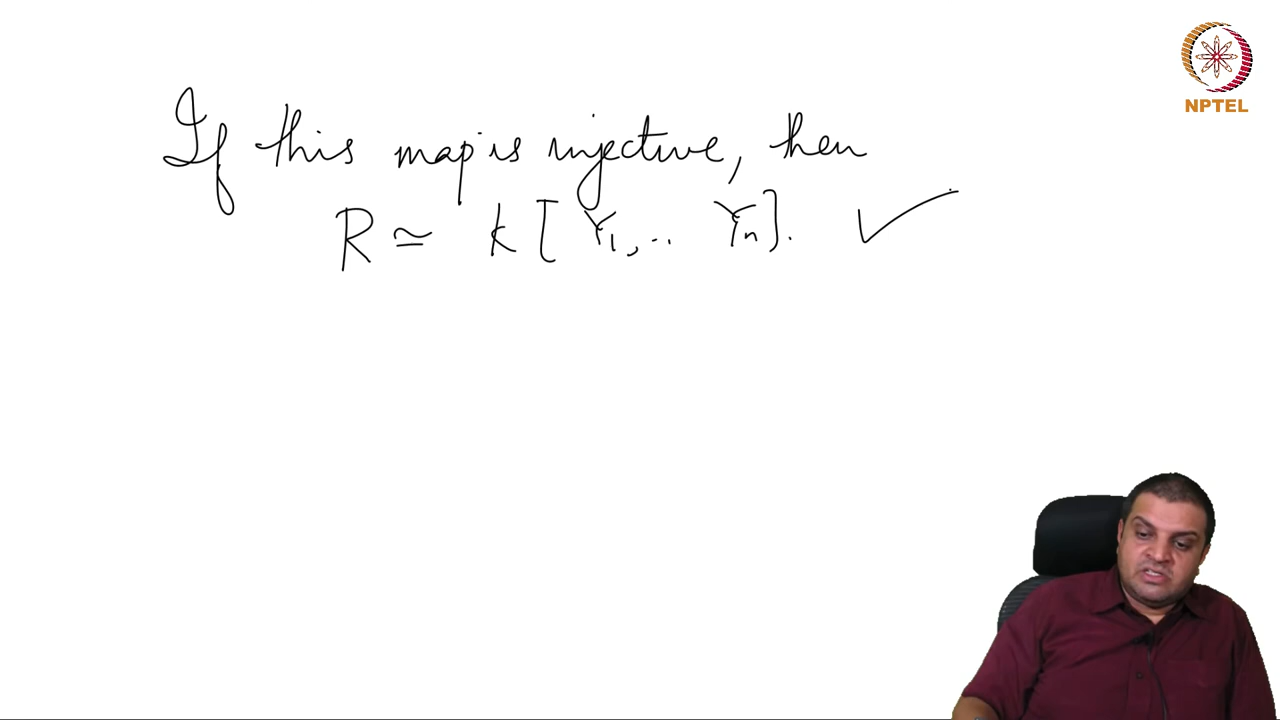 NPTEL
If this map is injective, then
R ≃ k [ Y₁, .. Yₙ]. ✓